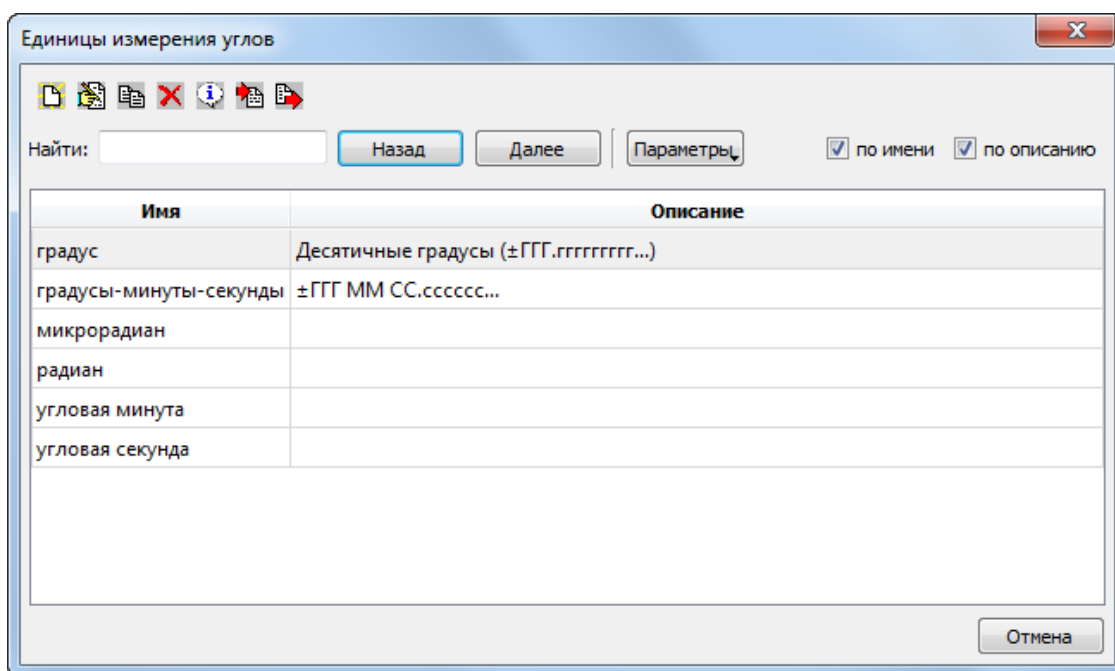 Единицы измерения углов
Найти: Назад Далее Параметры по имени по описанию
Имя Описание
градус Десятичные градусы (±ГГГ.ггггггггг...)
градусы-минуты-секунды ±ГГГ ММ СС.сссссс...
микрорадиан
радиан
угловая минута
угловая секунда
Отмена